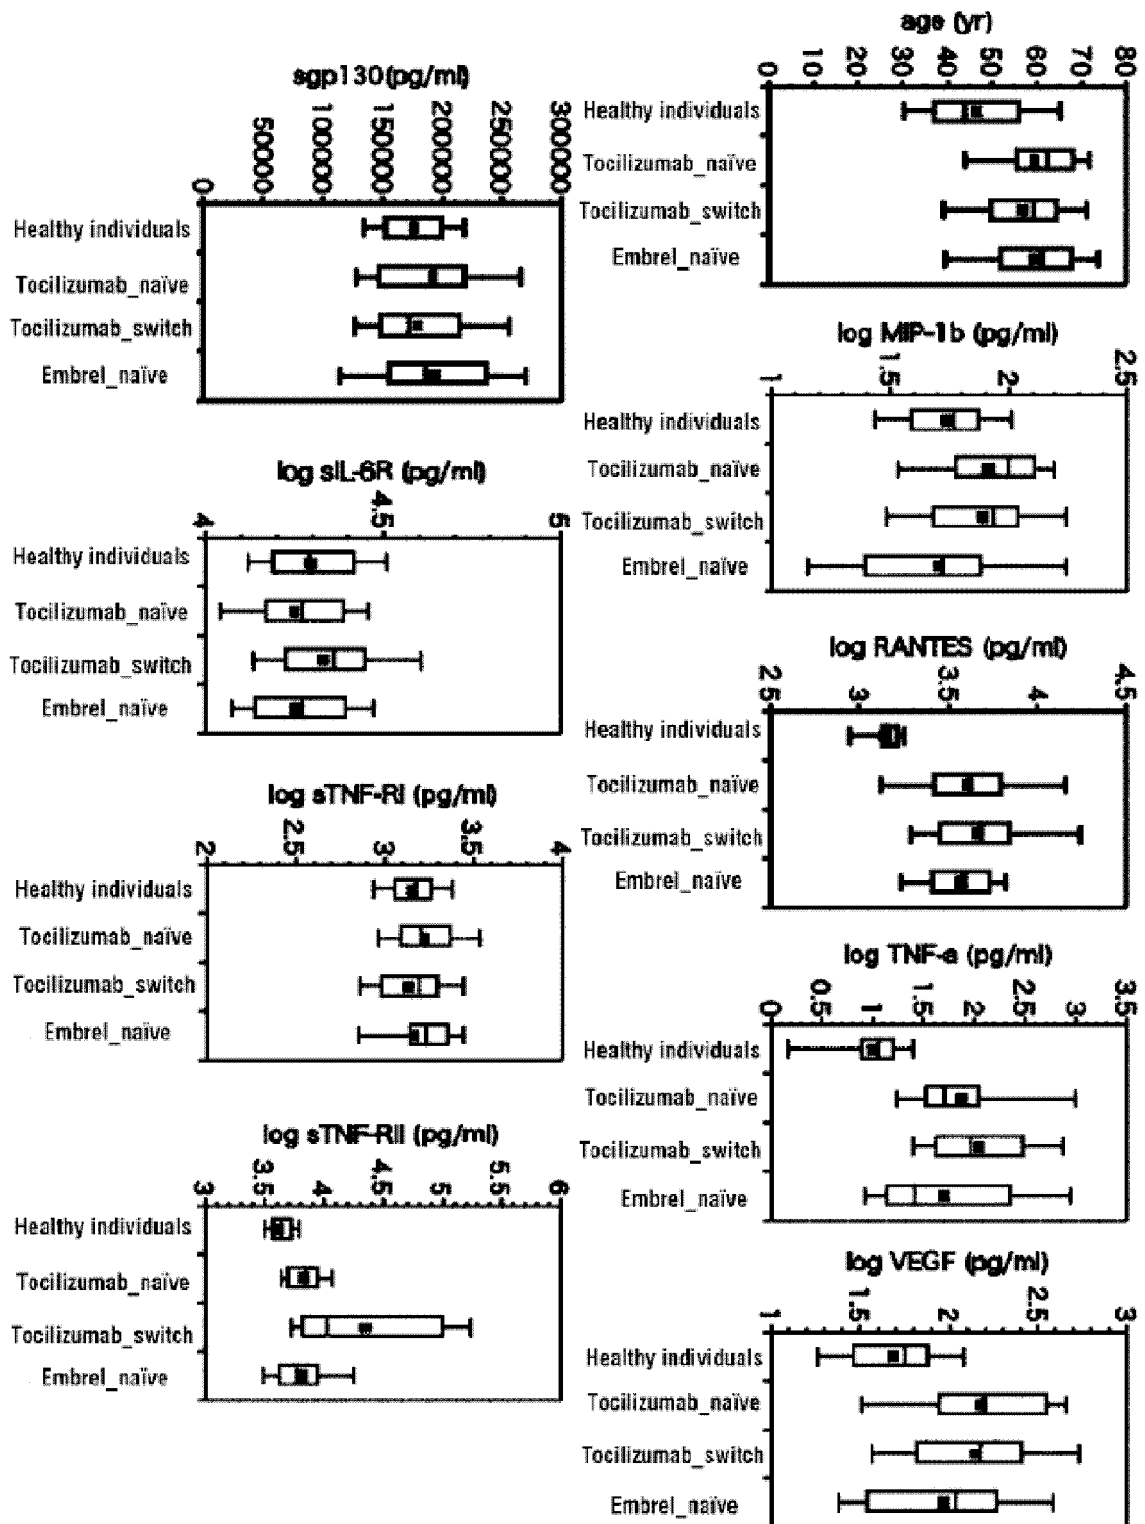 age (yr)
0 10 20 30 40 50 60 70 80
Healthy individuals
Tocilizumab_naïve
Tocilizumab_switch
Embrel_naïve
sgp130(pg/ml)
0 50000 100000 150000 200000 250000 300000
Healthy individuals
Tocilizumab_naïve
Tocilizumab_switch
Embrel_naïve
log MIP-1b (pg/ml)
1 1.5 2 2.5
Healthy individuals
Tocilizumab_naïve
Tocilizumab_switch
Embrel_naïve
log sIL-6R (pg/ml)
4 4.5 5
Healthy individuals
Tocilizumab_naïve
Tocilizumab_switch
Embrel_naïve
log RANTES (pg/ml)
2.5 3 3.5 4 4.5
Healthy individuals
Tocilizumab_naïve
Tocilizumab_switch
Embrel_naïve
log sTNF-RI (pg/ml)
2 2.5 3 3.5 4
Healthy individuals
Tocilizumab_naïve
Tocilizumab_switch
Embrel_naïve
log TNF-a (pg/ml)
0 0.5 1 1.5 2 2.5 3 3.5
Healthy individuals
Tocilizumab_naïve
Tocilizumab_switch
Embrel_naïve
log sTNF-RII (pg/ml)
3 3.5 4 4.5 5 5.5 6
Healthy individuals
Tocilizumab_naïve
Tocilizumab_switch
Embrel_naïve
log VEGF (pg/ml)
1 1.5 2 2.5 3
Healthy individuals
Tocilizumab_naïve
Tocilizumab_switch
Embrel_naïve